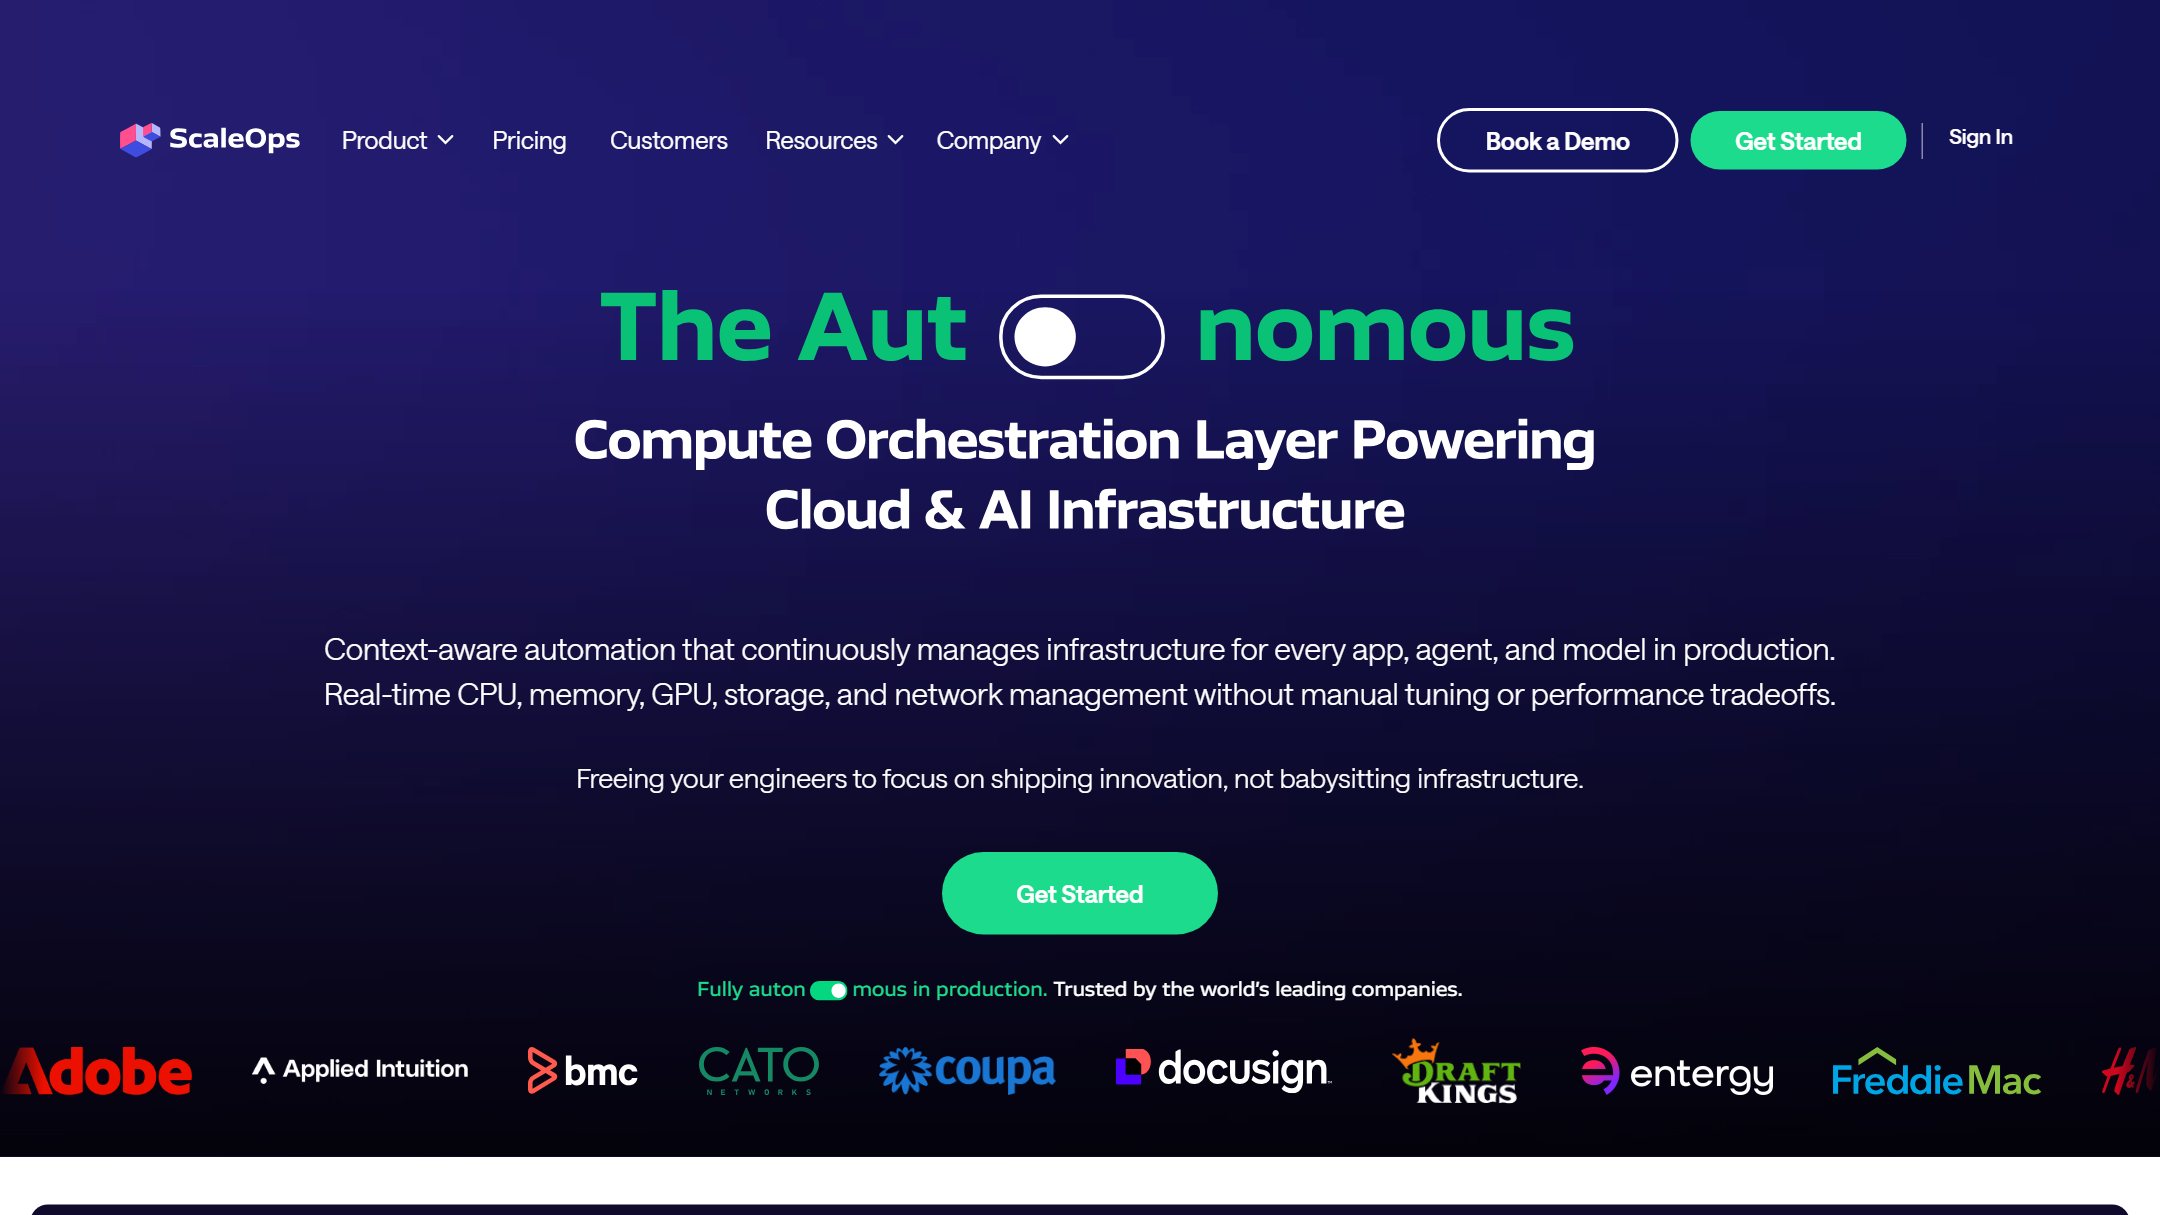 ScaleOps
Product
Pricing
Customers
Resources
Company
Book a Demo
Get Started
Sign In
The Aut nomous
Compute Orchestration Layer Powering
Cloud & AI Infrastructure
Context-aware automation that continuously manages infrastructure for every app, agent, and model in production.
Real-time CPU, memory, GPU, storage, and network management without manual tuning or performance tradeoffs.
Freeing your engineers to focus on shipping innovation, not babysitting infrastructure.
Get Started
Fully auton mous in production. Trusted by the world's leading companies.
Adobe
Applied Intuition
bmc
CATO
NETWORKS
coupa
docusign
DRAFT
KINGS
entergy
Freddie Mac
H&M